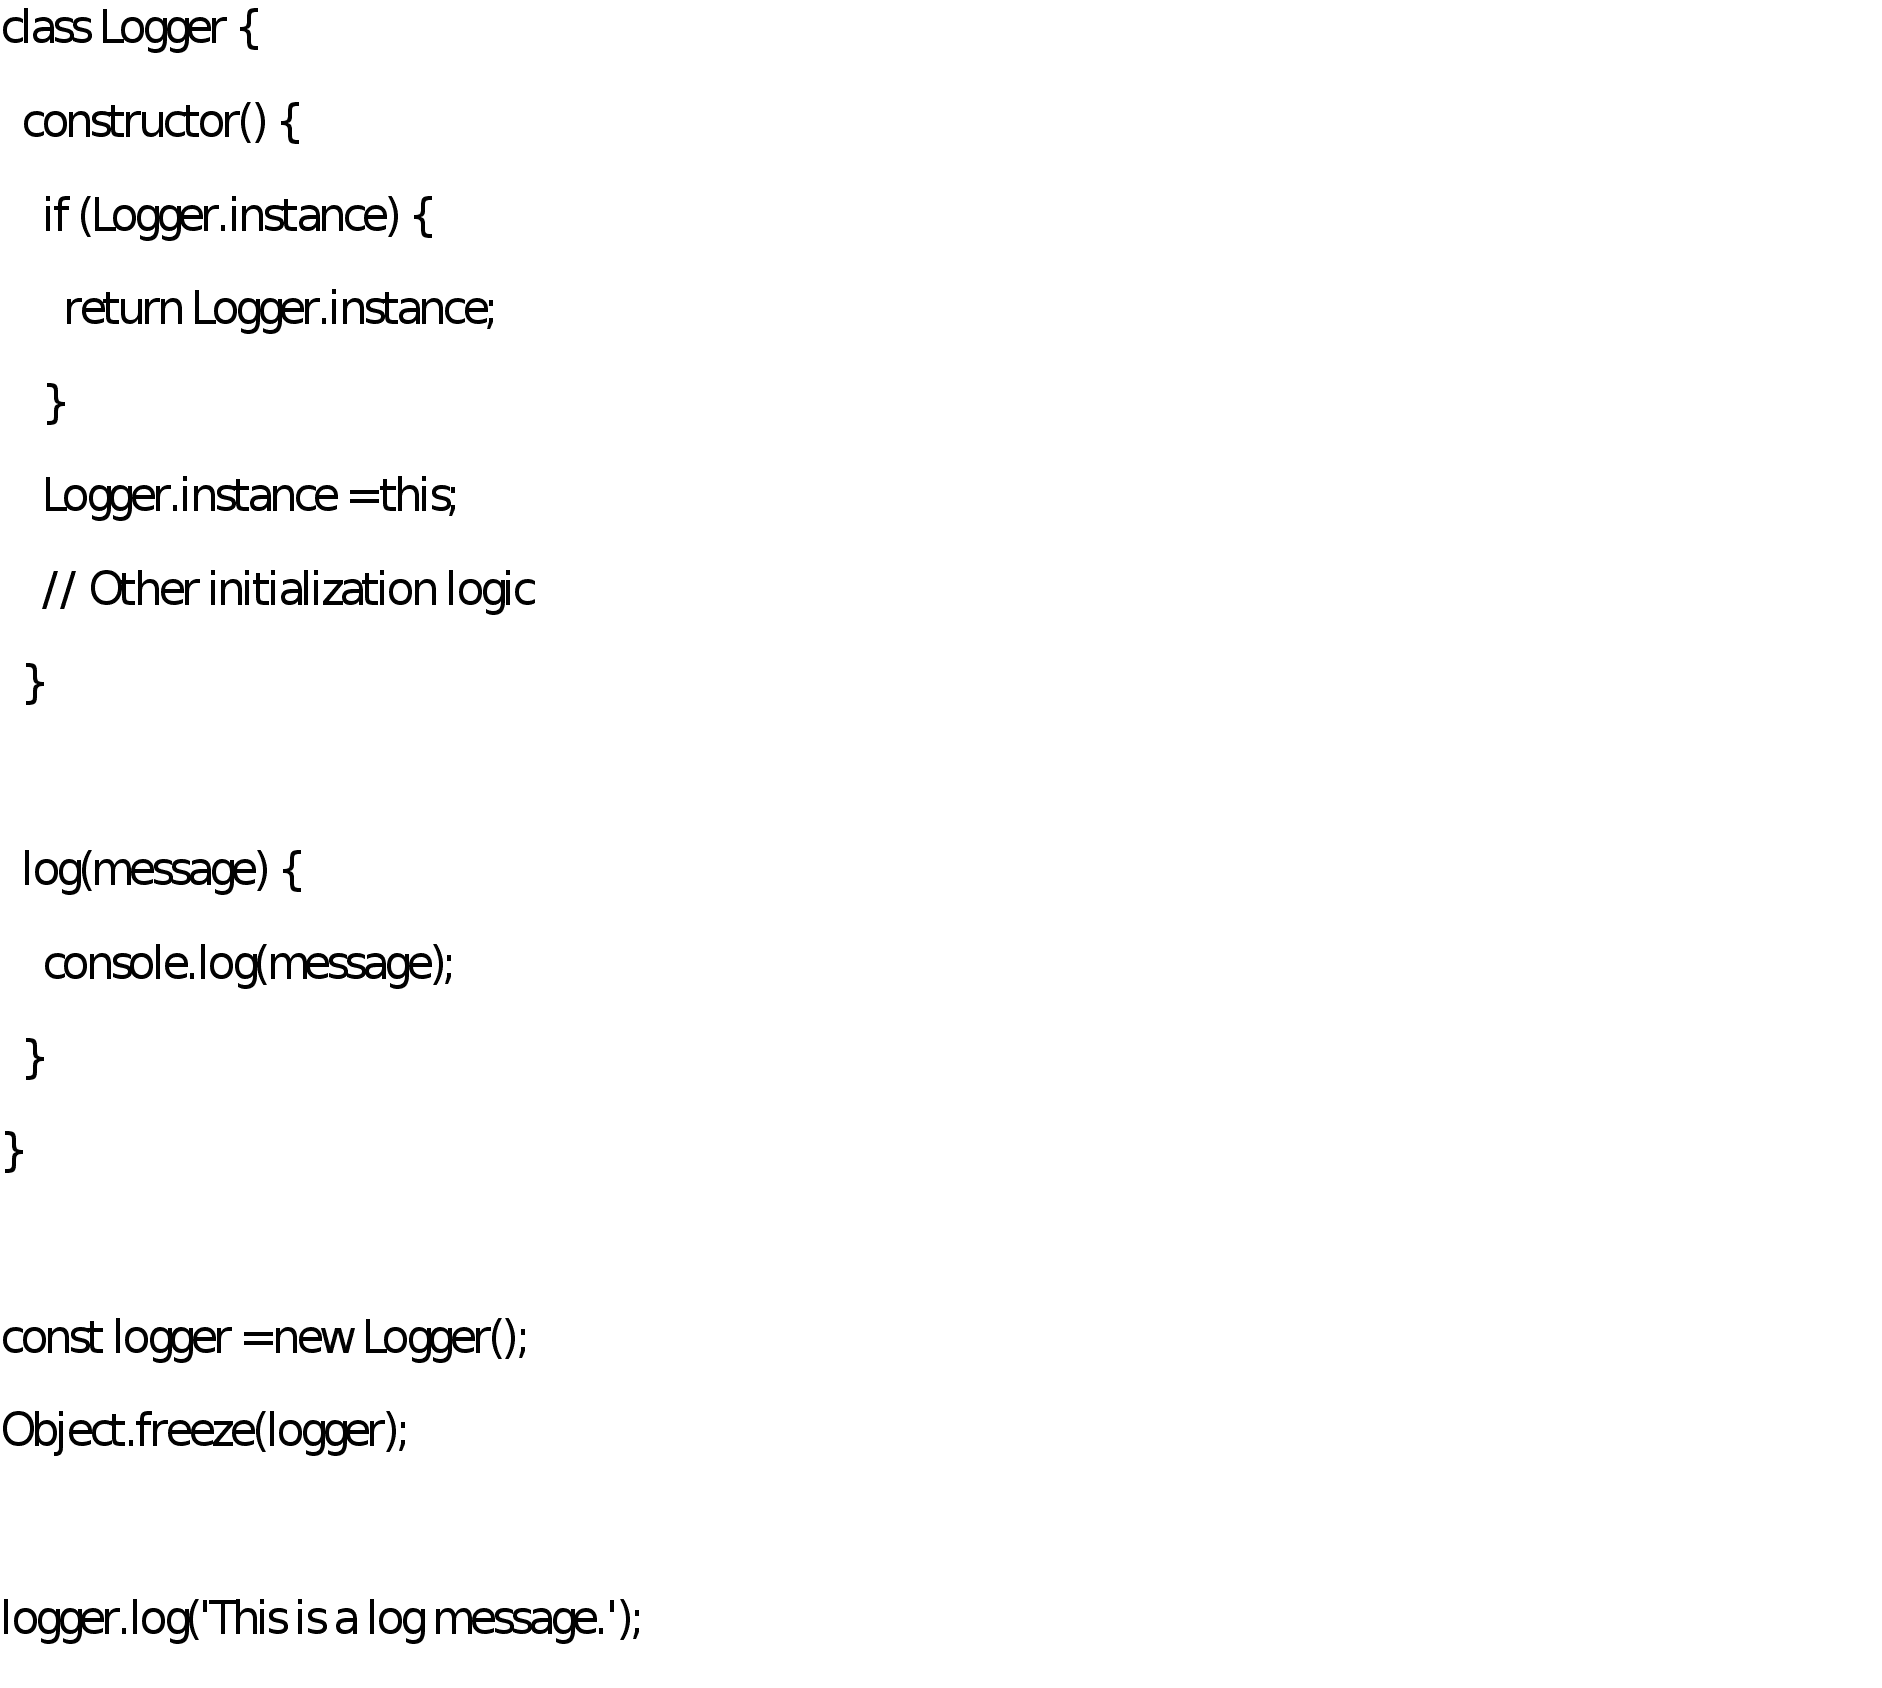 class Logger {
  constructor() {
    if (Logger.instance) {
      return Logger.instance;
    }
    Logger.instance = this;
    // Other initialization logic
  }

  log(message) {
    console.log(message);
  }
}

const logger = new Logger();
Object.freeze(logger);

logger.log('This is a log message.');